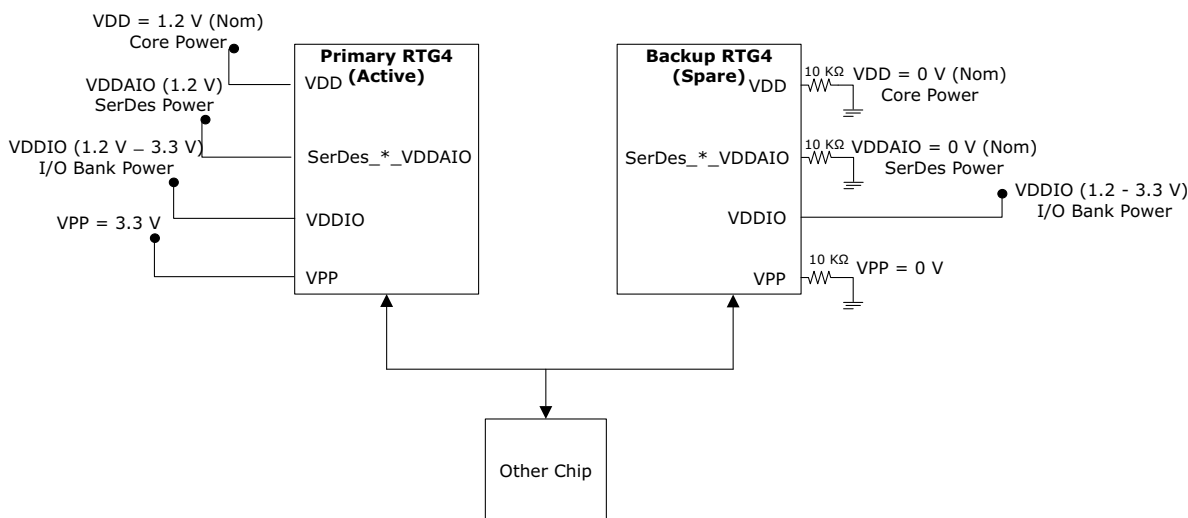 VDD = 1.2 V (Nom)
Core Power
VDDAIO (1.2 V)
SerDes Power
VDDIO (1.2 V – 3.3 V)
I/O Bank Power
VPP = 3.3 V
Primary RTG4
(Active)
VDD
SerDes_*_VDDAIO
VDDIO
VPP
Backup RTG4
(Spare)
VDD
SerDes_*_VDDAIO
VDDIO
VPP
10 KΩ
VDD = 0 V (Nom)
Core Power
10 KΩ
VDDAIO = 0 V (Nom)
SerDes Power
VDDIO (1.2 - 3.3 V)
I/O Bank Power
10 KΩ
VPP = 0 V
Other Chip